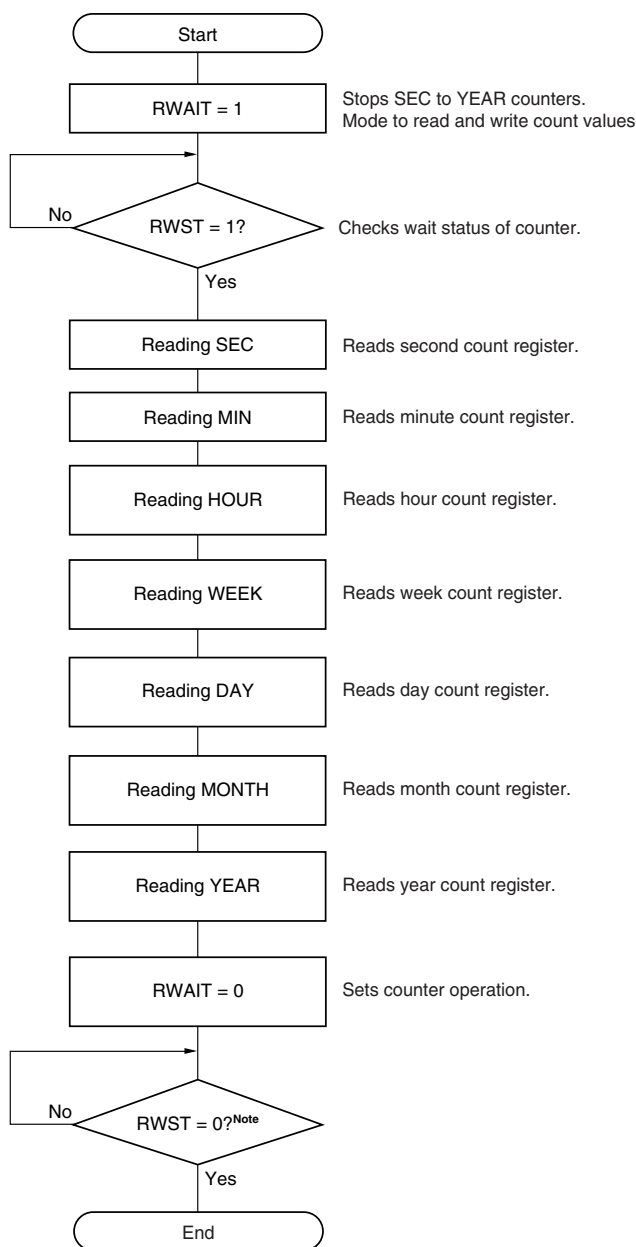 Start
RWAIT = 1
Stops SEC to YEAR counters.
Mode to read and write count values
No
RWST = 1?
Checks wait status of counter.
Yes
Reading SEC
Reads second count register.
Reading MIN
Reads minute count register.
Reading HOUR
Reads hour count register.
Reading WEEK
Reads week count register.
Reading DAY
Reads day count register.
Reading MONTH
Reads month count register.
Reading YEAR
Reads year count register.
RWAIT = 0
Sets counter operation.
No
RWST = 0?Note
Yes
End